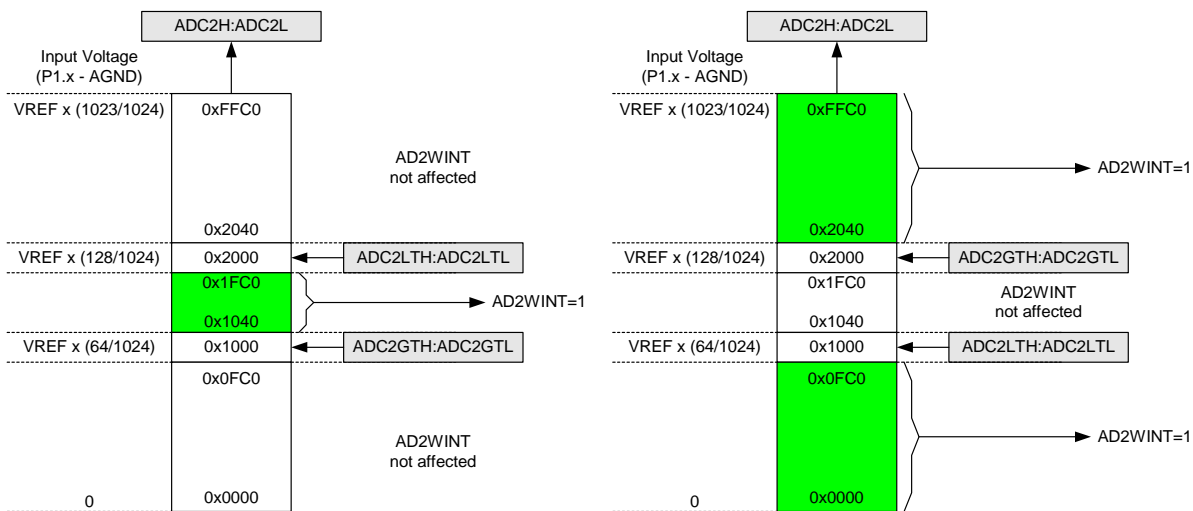 ADC2H:ADC2L
Input Voltage
(P1.x - AGND)
VREF x (1023/1024)
0xFFC0
AD2WINT
not affected
0x2040
VREF x (128/1024)
0x2000
ADC2LTH:ADC2LTL
0x1FC0
AD2WINT=1
0x1040
VREF x (64/1024)
0x1000
ADC2GTH:ADC2GTL
0x0FC0
AD2WINT
not affected
0
0x0000
ADC2H:ADC2L
Input Voltage
(P1.x - AGND)
VREF x (1023/1024)
0xFFC0
AD2WINT=1
0x2040
VREF x (128/1024)
0x2000
ADC2GTH:ADC2GTL
0x1FC0
AD2WINT
not affected
0x1040
VREF x (64/1024)
0x1000
ADC2LTH:ADC2LTL
0x0FC0
AD2WINT=1
0
0x0000